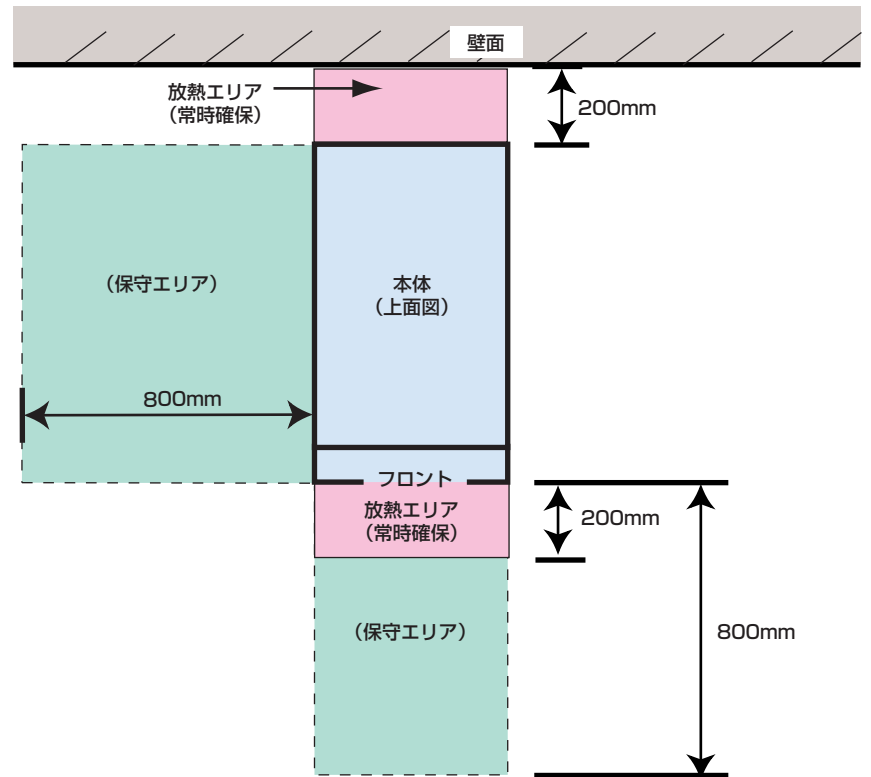 壁面
放熱エリア
（常時確保）
200mm
（保守エリア）
本体
（上面図）
800mm
フロント
放熱エリア
（常時確保）
200mm
（保守エリア）
800mm